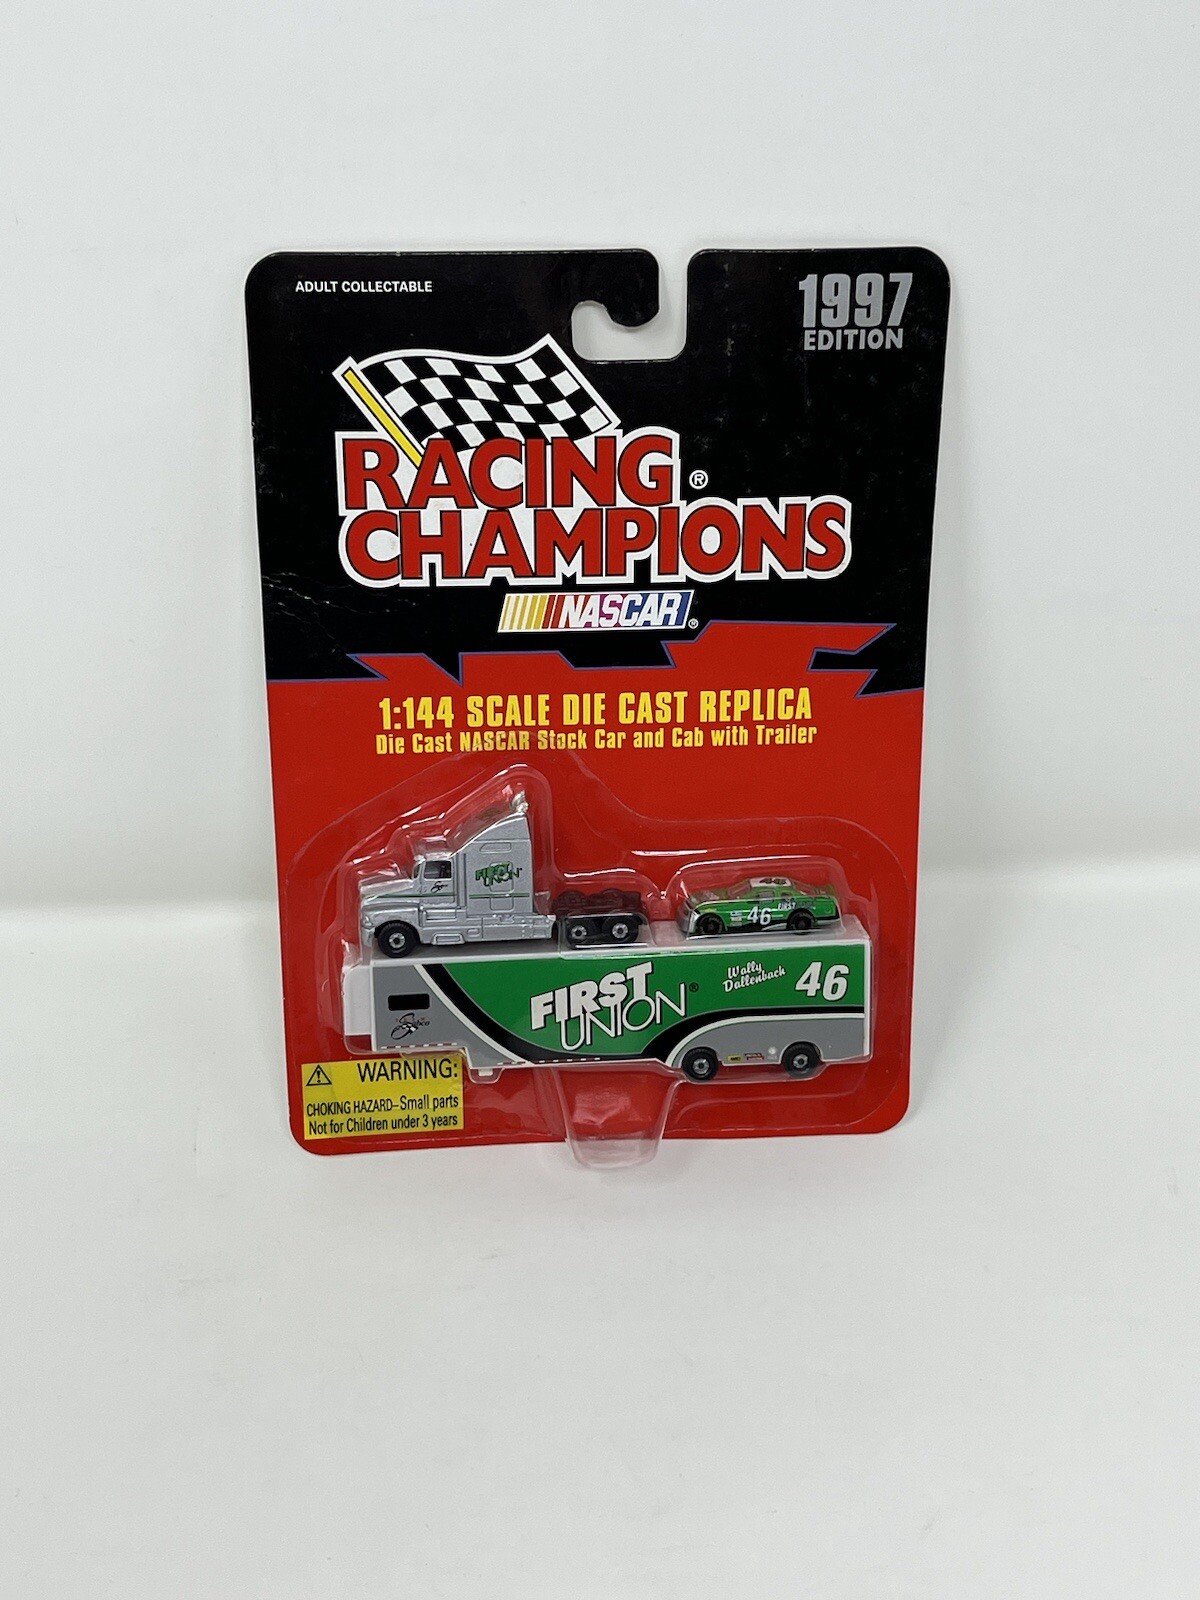 ADULT COLLECTABLE
1997
EDITION
RACING ®
CHAMPIONS
NASCAR ®
1:144 SCALE DIE CAST REPLICA
Die Cast NASCAR Stock Car and Cab with Trailer
FIRST
UNION
46
46
FIRST
FIRST
UNION ®
Wally
Dallenbach
46
WARNING:
CHOKING HAZARD–Small parts
Not for Children under 3 years